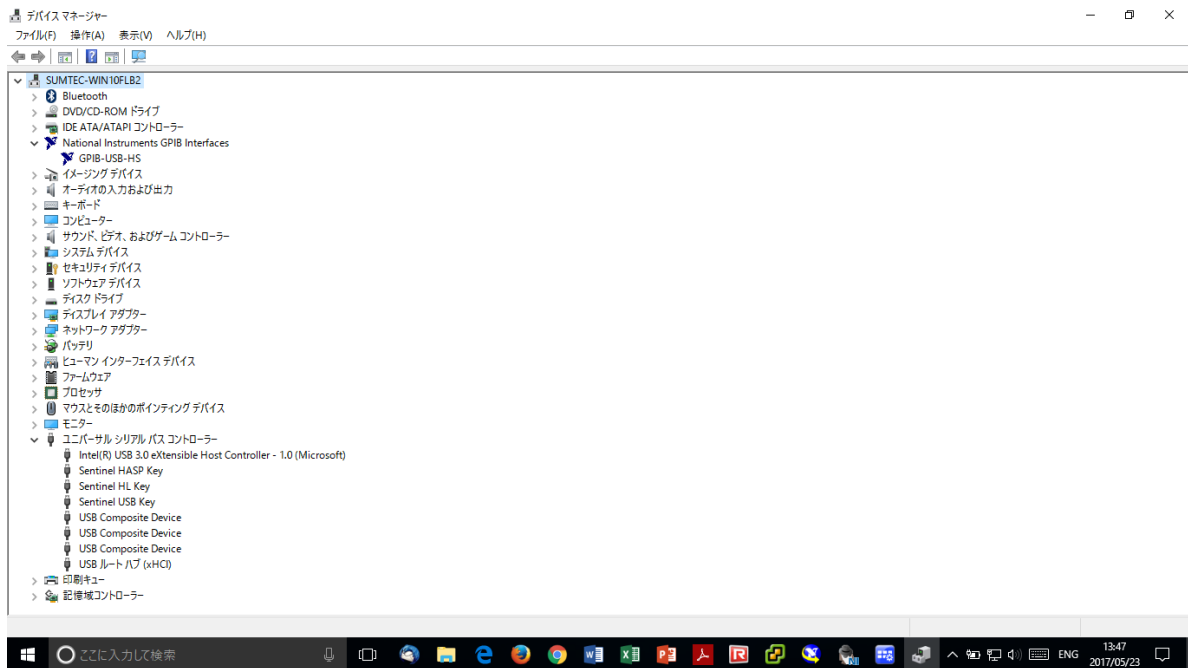 デバイス マネージャー
ファイル(F) 操作(A) 表示(V) ヘルプ(H)
SUMTEC-WIN10FLB2
Bluetooth
DVD/CD-ROM ドライブ
IDE ATA/ATAPI コントローラー
National Instruments GPIB Interfaces
GPIB-USB-HS
イメージング デバイス
オーディオの入力および出力
キーボード
コンピューター
サウンド、ビデオ、およびゲーム コントローラー
システム デバイス
セキュリティ デバイス
ソフトウェア デバイス
ディスク ドライブ
ディスプレイ アダプター
ネットワーク アダプター
バッテリ
ヒューマン インターフェイス デバイス
ファームウェア
プロセッサ
マウスとそのほかのポインティング デバイス
モニター
ユニバーサル シリアル バス コントローラー
Intel(R) USB 3.0 eXtensible Host Controller - 1.0 (Microsoft)
Sentinel HASP Key
Sentinel HL Key
Sentinel USB Key
USB Composite Device
USB Composite Device
USB Composite Device
USB ルート ハブ (xHCI)
印刷キュー
記憶域コントローラー
ここに入力して検索
ENG
13:47
2017/05/23